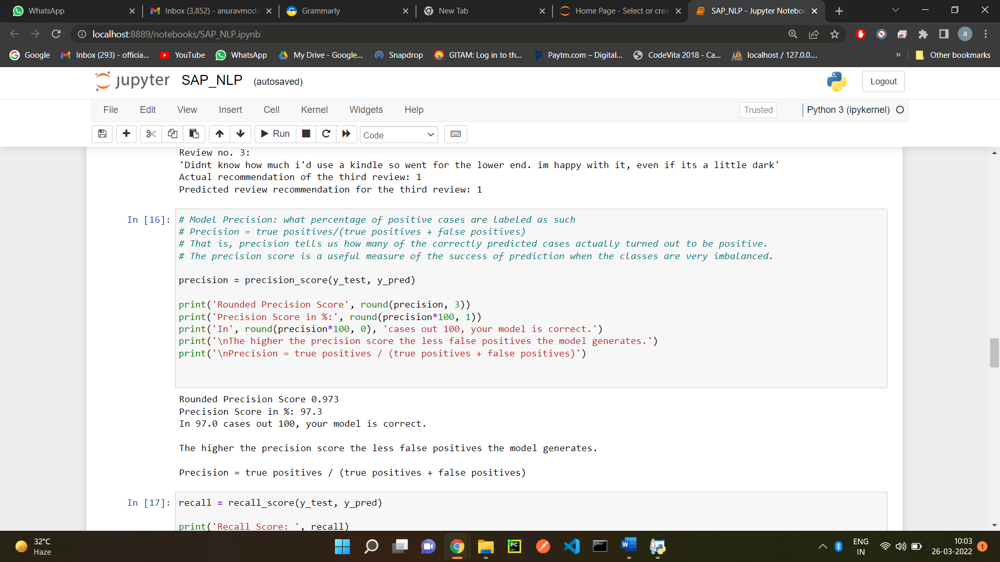 WhatsApp
Inbox (3,852) - anuravmoda
Grammarly
New Tab
Home Page - Select or crea
SAP_NLP - Jupyter Noteboo
localhost:8889/notebooks/SAP_NLP.ipynb
a
Google
Inbox (293) - officia...
YouTube
WhatsApp
My Drive - Google...
Snapdrop
GITAM: Log in to th...
Paytm.com – Digital...
CodeVita 2018 - Ca...
localhost / 127.0.0....
»
Other bookmarks
jupyter SAP_NLP (autosaved)
Logout
File Edit View Insert Cell Kernel Widgets Help
Trusted
Python 3 (ipykernel)
Run
Code
Review no. 3:
'Didnt know how much i'd use a kindle so went for the lower end. im happy with it, even if its a little dark'
Actual recommendation of the third review: 1
Predicted review recommendation for the third review: 1
In [16]:
# Model Precision: what percentage of positive cases are labeled as such
# Precision = true positives/(true positives + false positives)
# That is, precision tells us how many of the correctly predicted cases actually turned out to be positive.
# The precision score is a useful measure of the success of prediction when the classes are very imbalanced.
precision = precision_score(y_test, y_pred)
print('Rounded Precision Score', round(precision, 3))
print('Precision Score in %:', round(precision*100, 1))
print('In', round(precision*100, 0), 'cases out 100, your model is correct.')
print('\nThe higher the precision score the less false positives the model generates.')
print('\nPrecision = true positives / (true positives + false positives)')
Rounded Precision Score 0.973
Precision Score in %: 97.3
In 97.0 cases out 100, your model is correct.
The higher the precision score the less false positives the model generates.
Precision = true positives / (true positives + false positives)
In [17]:
recall = recall_score(y_test, y_pred)
print('Recall Score: ', recall)
32°C
Haze
PC
W
ENG
IN
10:03
26-03-2022
1